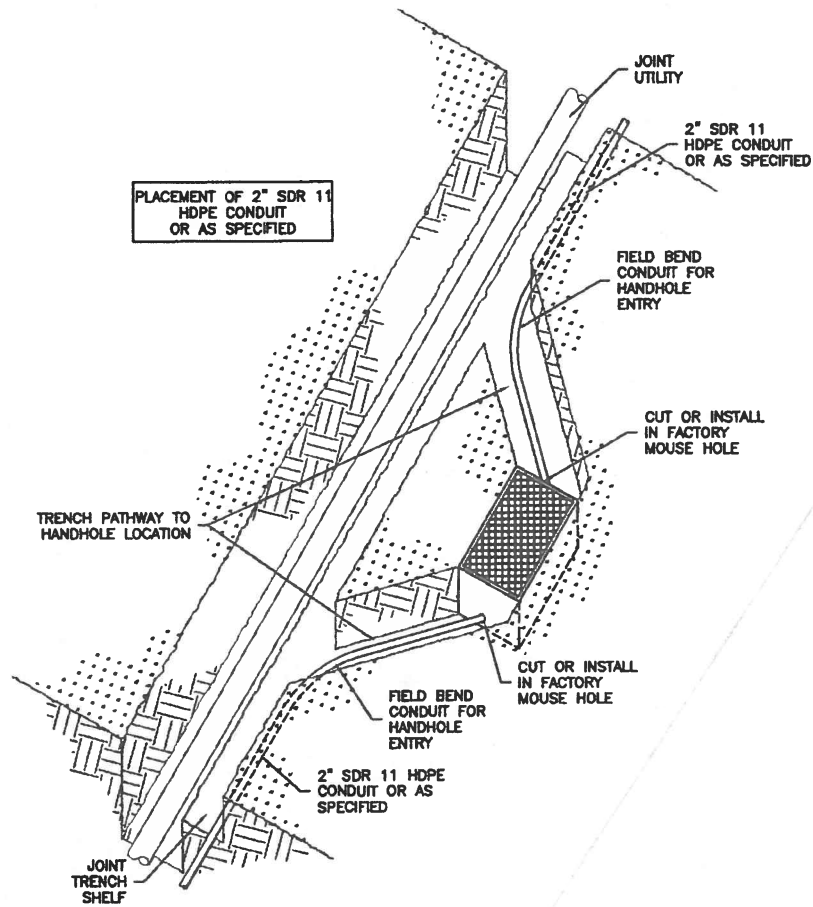 JOINT
UTILITY
2" SDR 11
HDPE CONDUIT
OR AS SPECIFIED
PLACEMENT OF 2" SDR 11
HDPE CONDUIT
OR AS SPECIFIED
FIELD BEND
CONDUIT FOR
HANDHOLE
ENTRY
CUT OR INSTALL
IN FACTORY
MOUSE HOLE
TRENCH PATHWAY TO
HANDHOLE LOCATION
CUT OR INSTALL
IN FACTORY
MOUSE HOLE
FIELD BEND
CONDUIT FOR
HANDHOLE
ENTRY
2" SDR 11 HDPE
CONDUIT OR AS
SPECIFIED
JOINT
TRENCH
SHELF